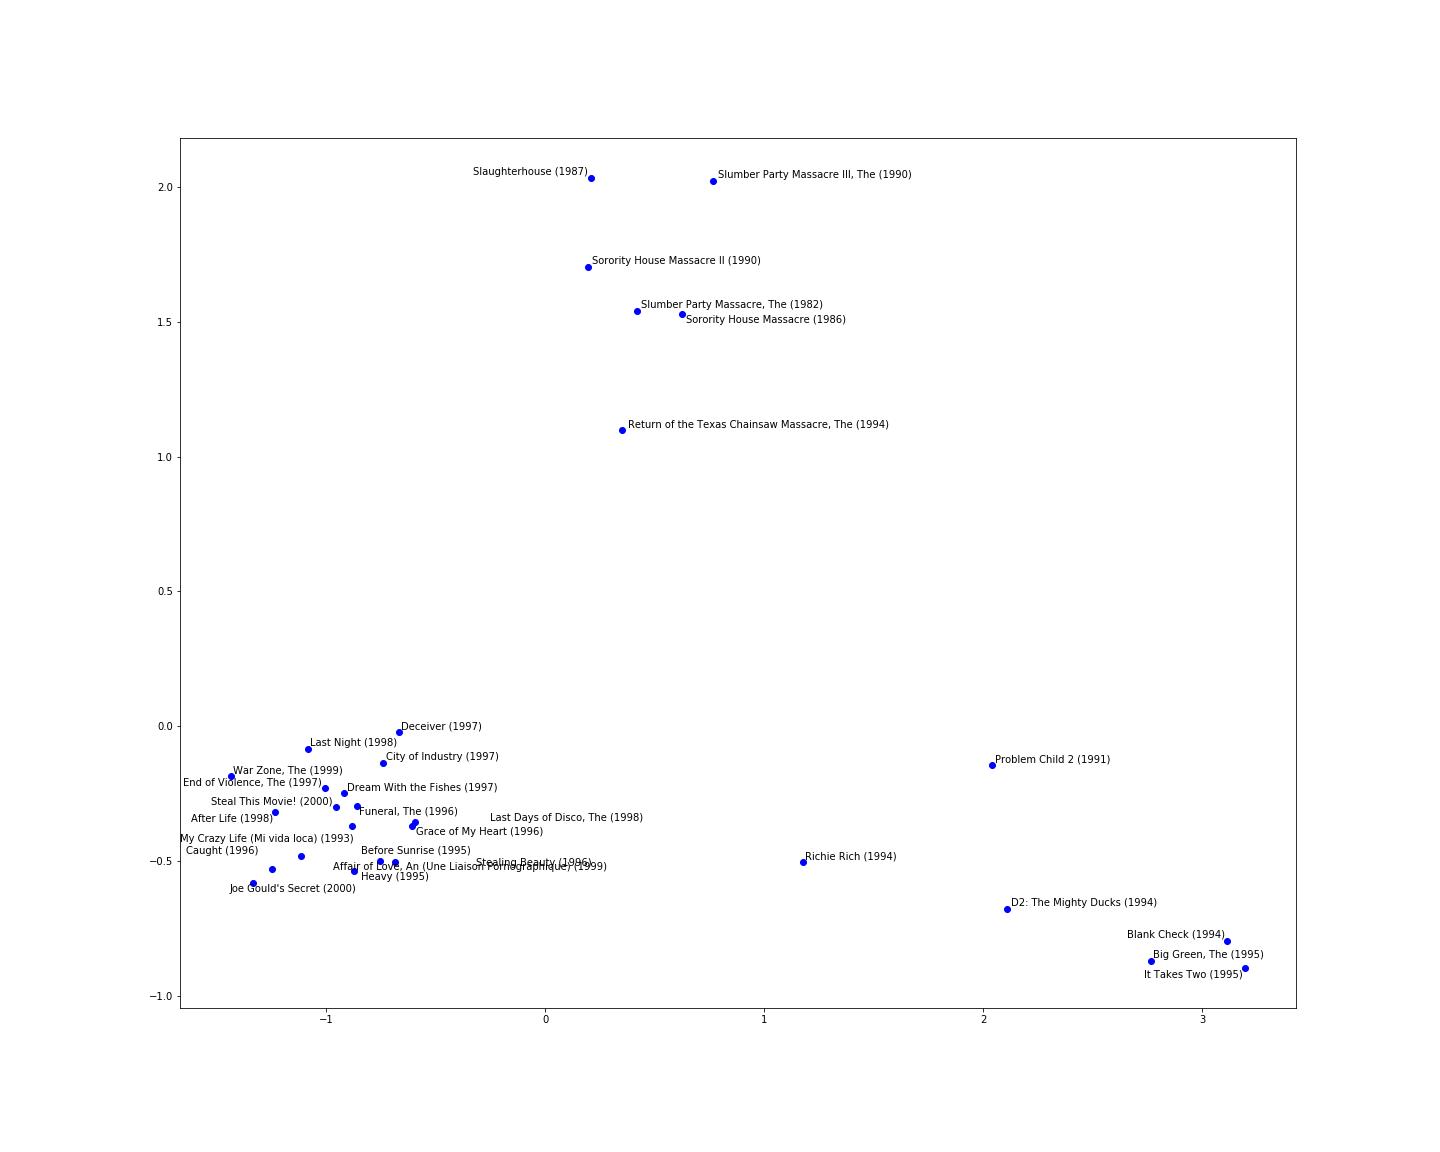 Slaughterhouse (1987)
Slumber Party Massacre III, The (1990)
2.0
Sorority House Massacre II (1990)
Slumber Party Massacre, The (1982)
Sorority House Massacre (1986)
1.5
Return of the Texas Chainsaw Massacre, The (1994)
1.0
0.5
Deceiver (1997)
0.0
Last Night (1998)
City of Industry (1997)
Problem Child 2 (1991)
War Zone, The (1999)
End of Violence, The (1997)
Dream With the Fishes (1997)
Steal This Movie! (2000)
Funeral, The (1996)
After Life (1998)
Last Days of Disco, The (1998)
Grace of My Heart (1996)
My Crazy Life (Mi vida loca) (1993)
Caught (1996)
Before Sunrise (1995)
Richie Rich (1994)
−0.5
Stealing Beauty (1996)
Affair of Love, An (Une Liaison Pornographique) (1999)
Heavy (1995)
Joe Gould's Secret (2000)
D2: The Mighty Ducks (1994)
Blank Check (1994)
Big Green, The (1995)
It Takes Two (1995)
−1.0
−1 0 1 2 3